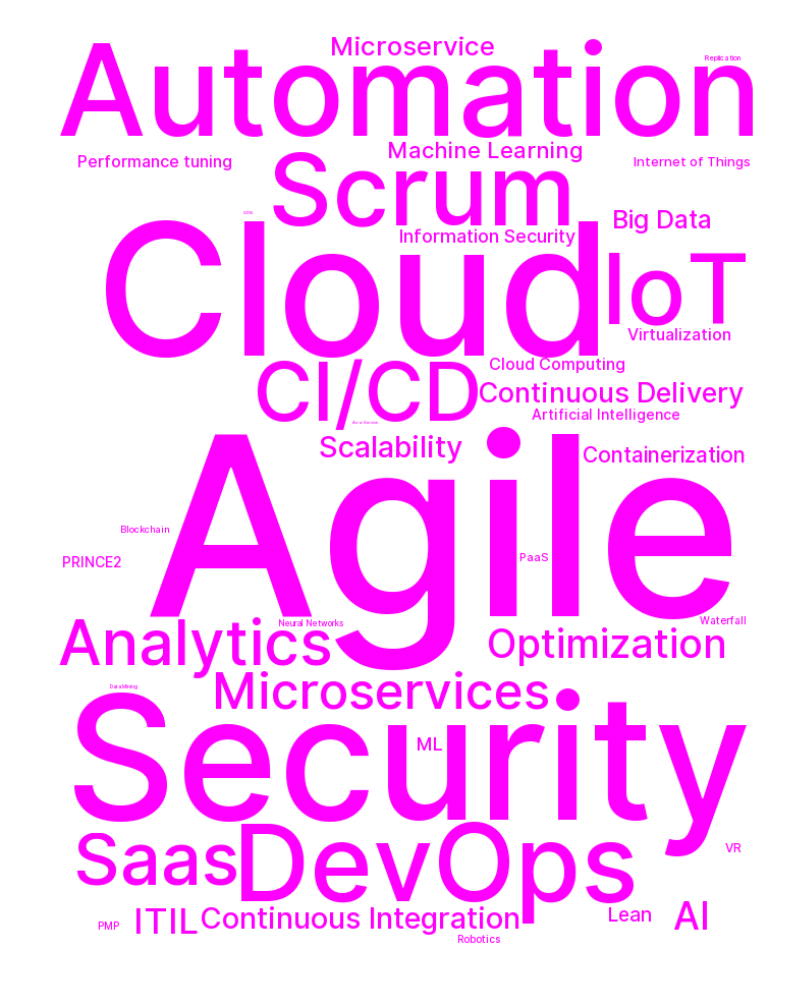 Microservice
Automation
Replication
Machine Learning
Performance tuning
Internet of Things
Scrum
Big Data
Information Security
Cloud
IoT
Virtualization
Cloud Computing
CI/CD
Continuous Delivery
Artificial Intelligence
Scalability
Containerization
Agile
Blockchain
PaaS
PRINCE2
Waterfall
Neural Networks
Analytics
Optimization
Data Mining
Microservices
Security
ML
SaaS
DevOps
VR
Lean
AI
ITIL
Continuous Integration
PMP
Robotics